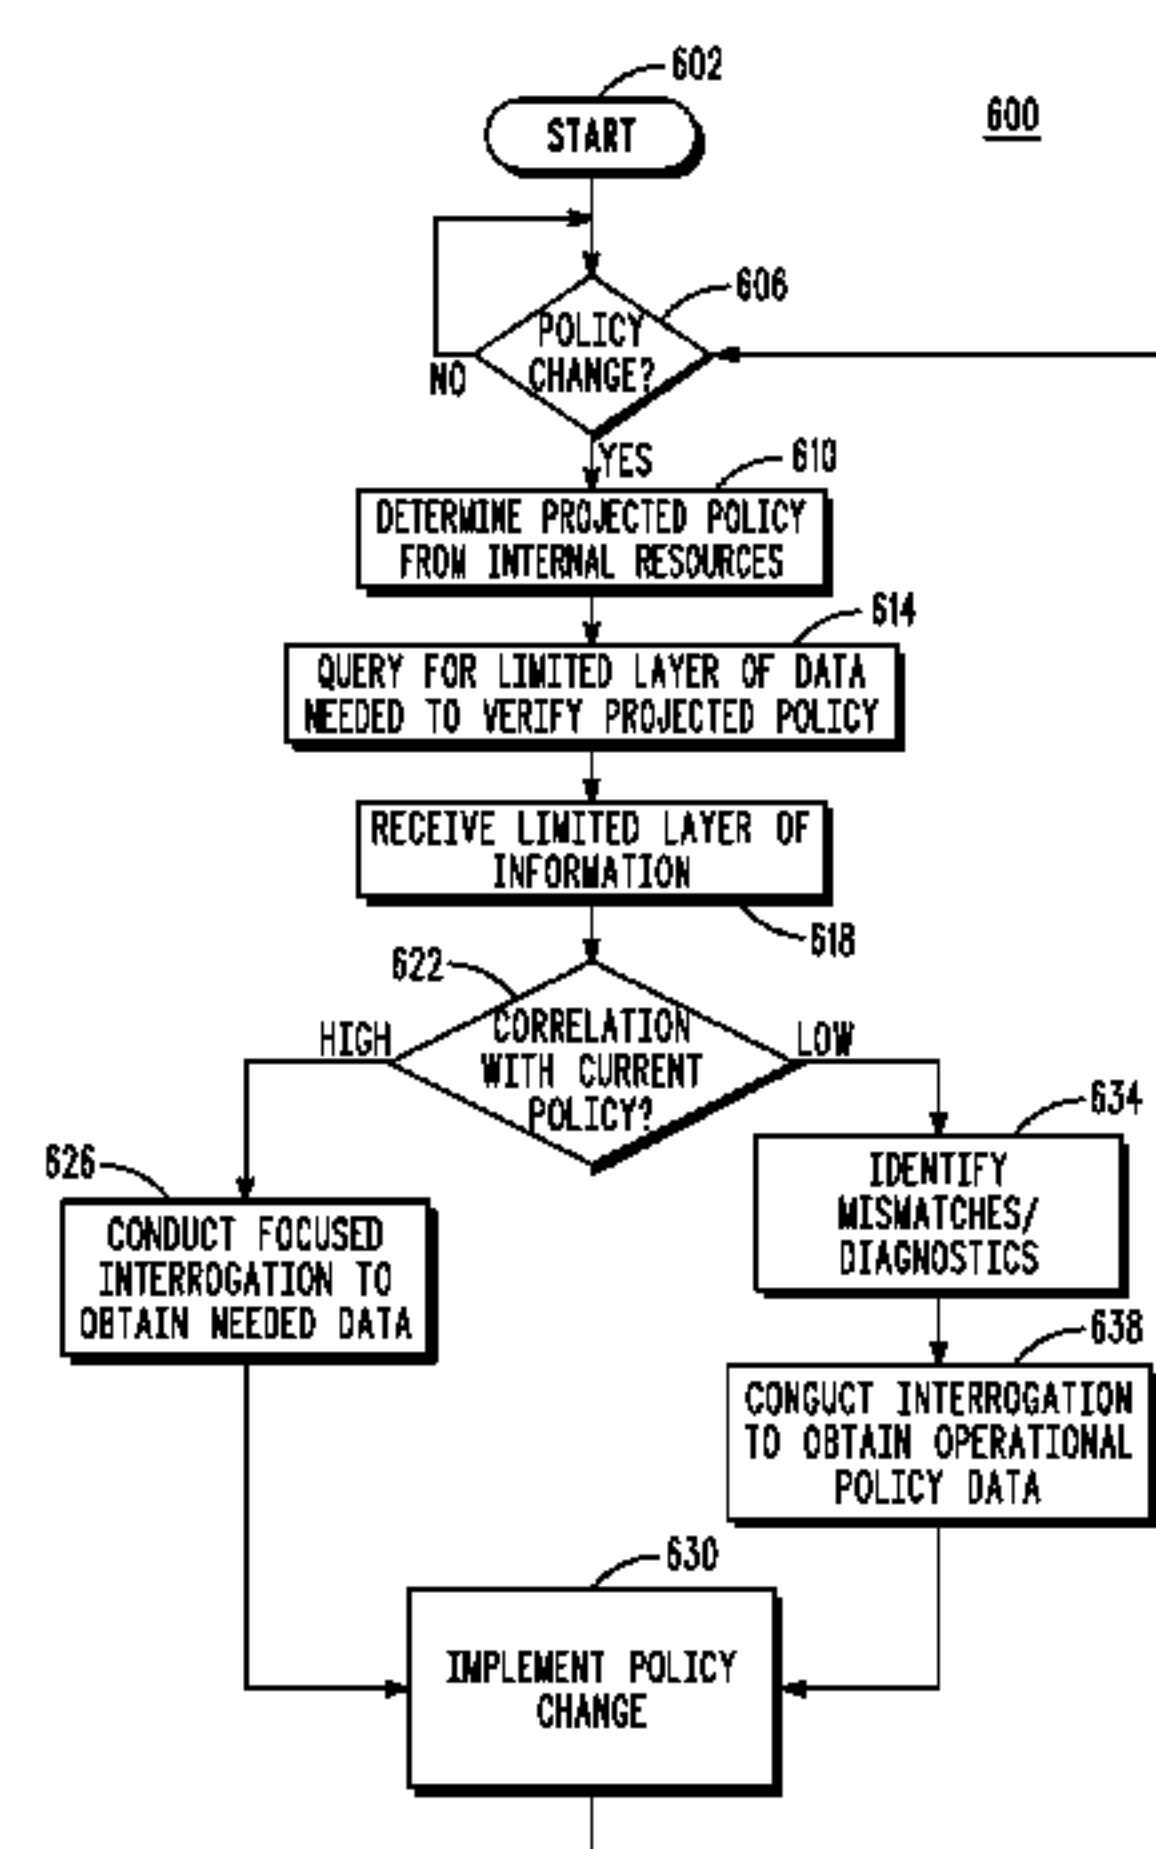 602
START
600
606
POLICY
CHANGE?
NO
YES
610
DETERMINE PROJECTED POLICY
FROM INTERNAL RESOURCES
614
QUERY FOR LIMITED LAYER OF DATA
NEEDED TO VERIFY PROJECTED POLICY
RECEIVE LIMITED LAYER OF
INFORMATION
618
622
CORRELATION
WITH CURRENT
POLICY?
HIGH
LOW
634
IDENTIFY
MISMATCHES/
DIAGNOSTICS
626
CONDUCT FOCUSED
INTERROGATION TO
OBTAIN NEEDED DATA
638
CONGUCT INTERROGATION
TO OBTAIN OPERATIONAL
POLICY DATA
630
IMPLEMENT POLICY
CHANGE